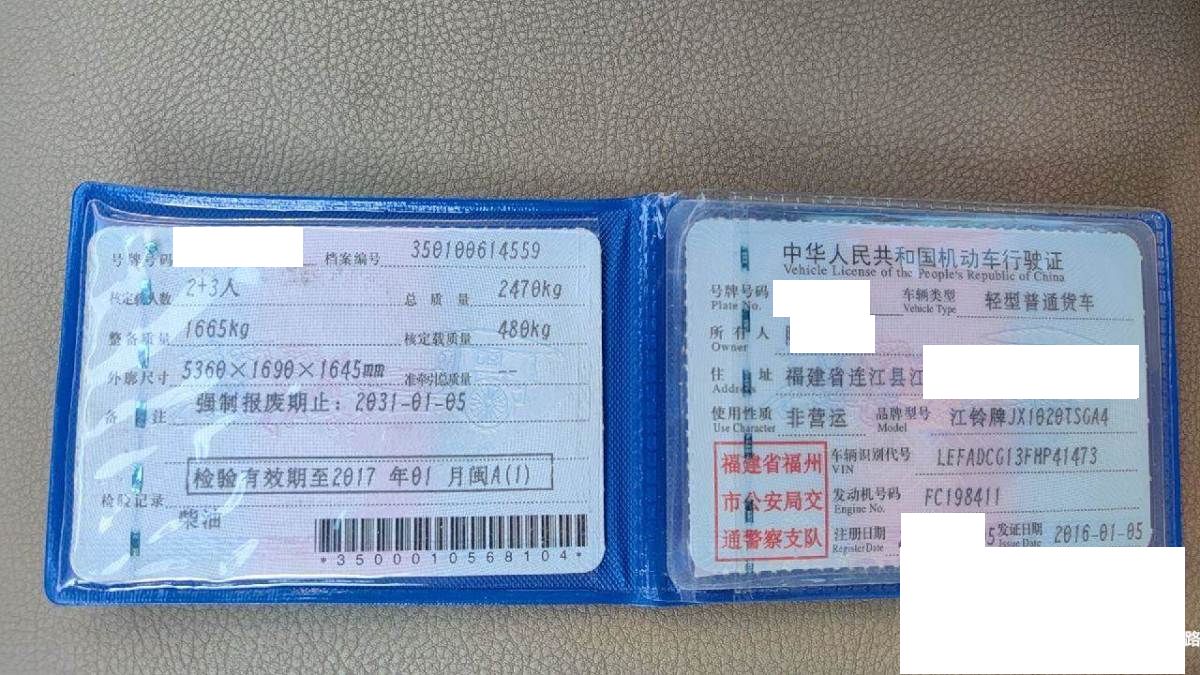 号牌号码
档案编号 350100614559
核定载人数 2+3人 总质量 2470kg
整备质量 1665kg 核定载质量 480kg
外廓尺寸 5360×1690×1645mm 准牵引总质量 --
备注 强制报废期止：2031-01-05
检验有效期至2017 年01 月闽A(1)
检验记录
柴油
*3500010568104*
中华人民共和国机动车行驶证
Vehicle License of the People's Republic of China
号牌号码 车辆类型 轻型普通货车
Plate No. Vehicle Type
所有人
Owner
住址 福建省连江县江
Address
使用性质 非营运 品牌型号 江铃牌JX1020TSGA4
Use Character Model
福建省福州
市公安局交
通警察支队
车辆识别代号 LEFADCG13FHP41473
VIN
发动机号码 FC198411
Engine No.
注册日期 5 发证日期 2016-01-05
Register Date Issue Date
路